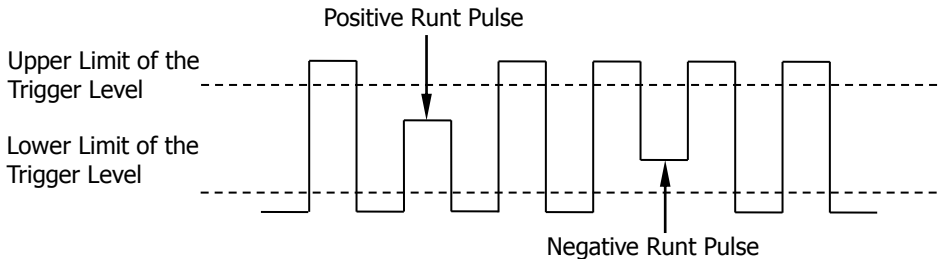 Positive Runt Pulse
Upper Limit of the
Trigger Level
Lower Limit of the
Trigger Level
Negative Runt Pulse